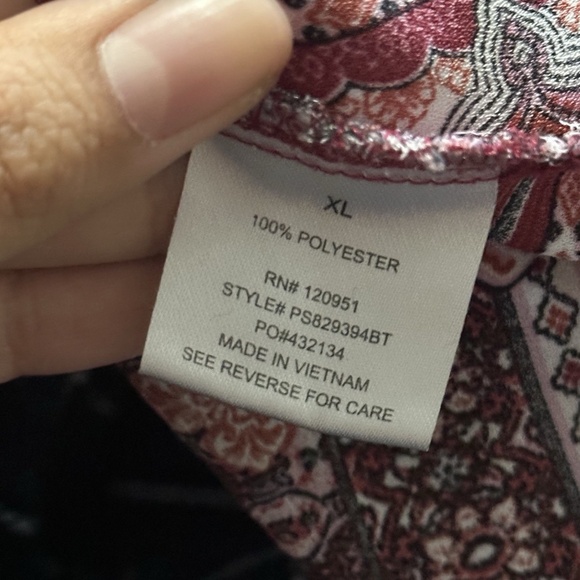 XL
100% POLYESTER
RN# 120951
STYLE# PS829394BT
PO#432134
MADE IN VIETNAM
SEE REVERSE FOR CARE